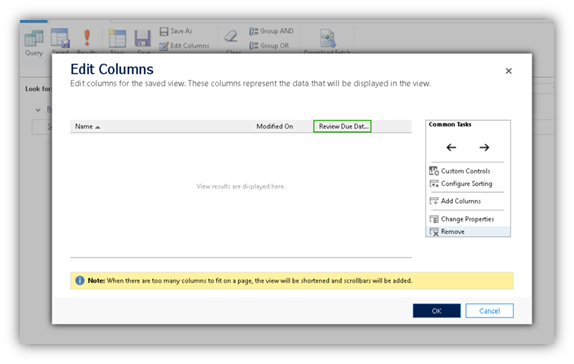 Save As
Group AND
Edit Columns
Group OR
Query
Look for
Edit Columns
Edit columns for the saved view. These columns represent the data that will be displayed in the view.
Name
Modified On
Review Due Dat...
Common Tasks
View results are displayed here.
Custom Controls
Configure Sorting
Add Columns
Change Properties
Remove
Note: When there are too many columns to fit on a page, the view will be shortened and scrollbars will be added.
OK
Cancel